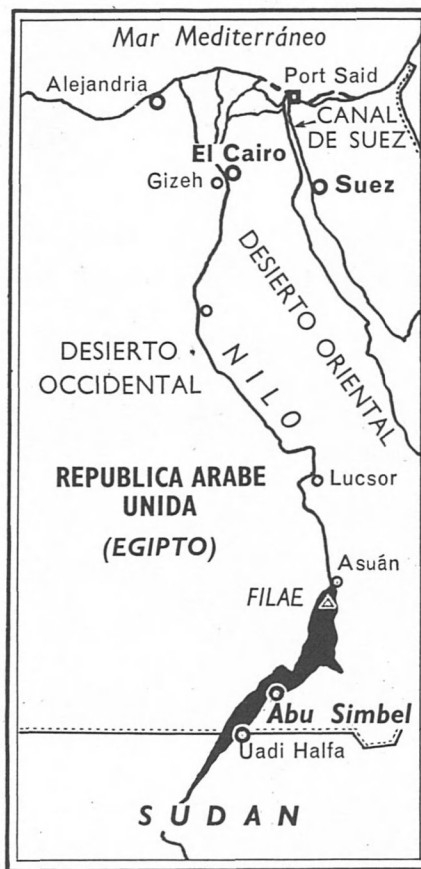 Mar Mediterráneo
Alejandria
Port Said
CANAL
DE SUEZ
El Cairo
Gizeh
Suez
DESIERTO ORIENTAL
DESIERTO
OCCIDENTAL
NILO
REPUBLICA ARABE
UNIDA
(EGIPTO)
Lucsor
Asuán
FILAE
Abu Simbel
Uadi Halfa
SUDAN